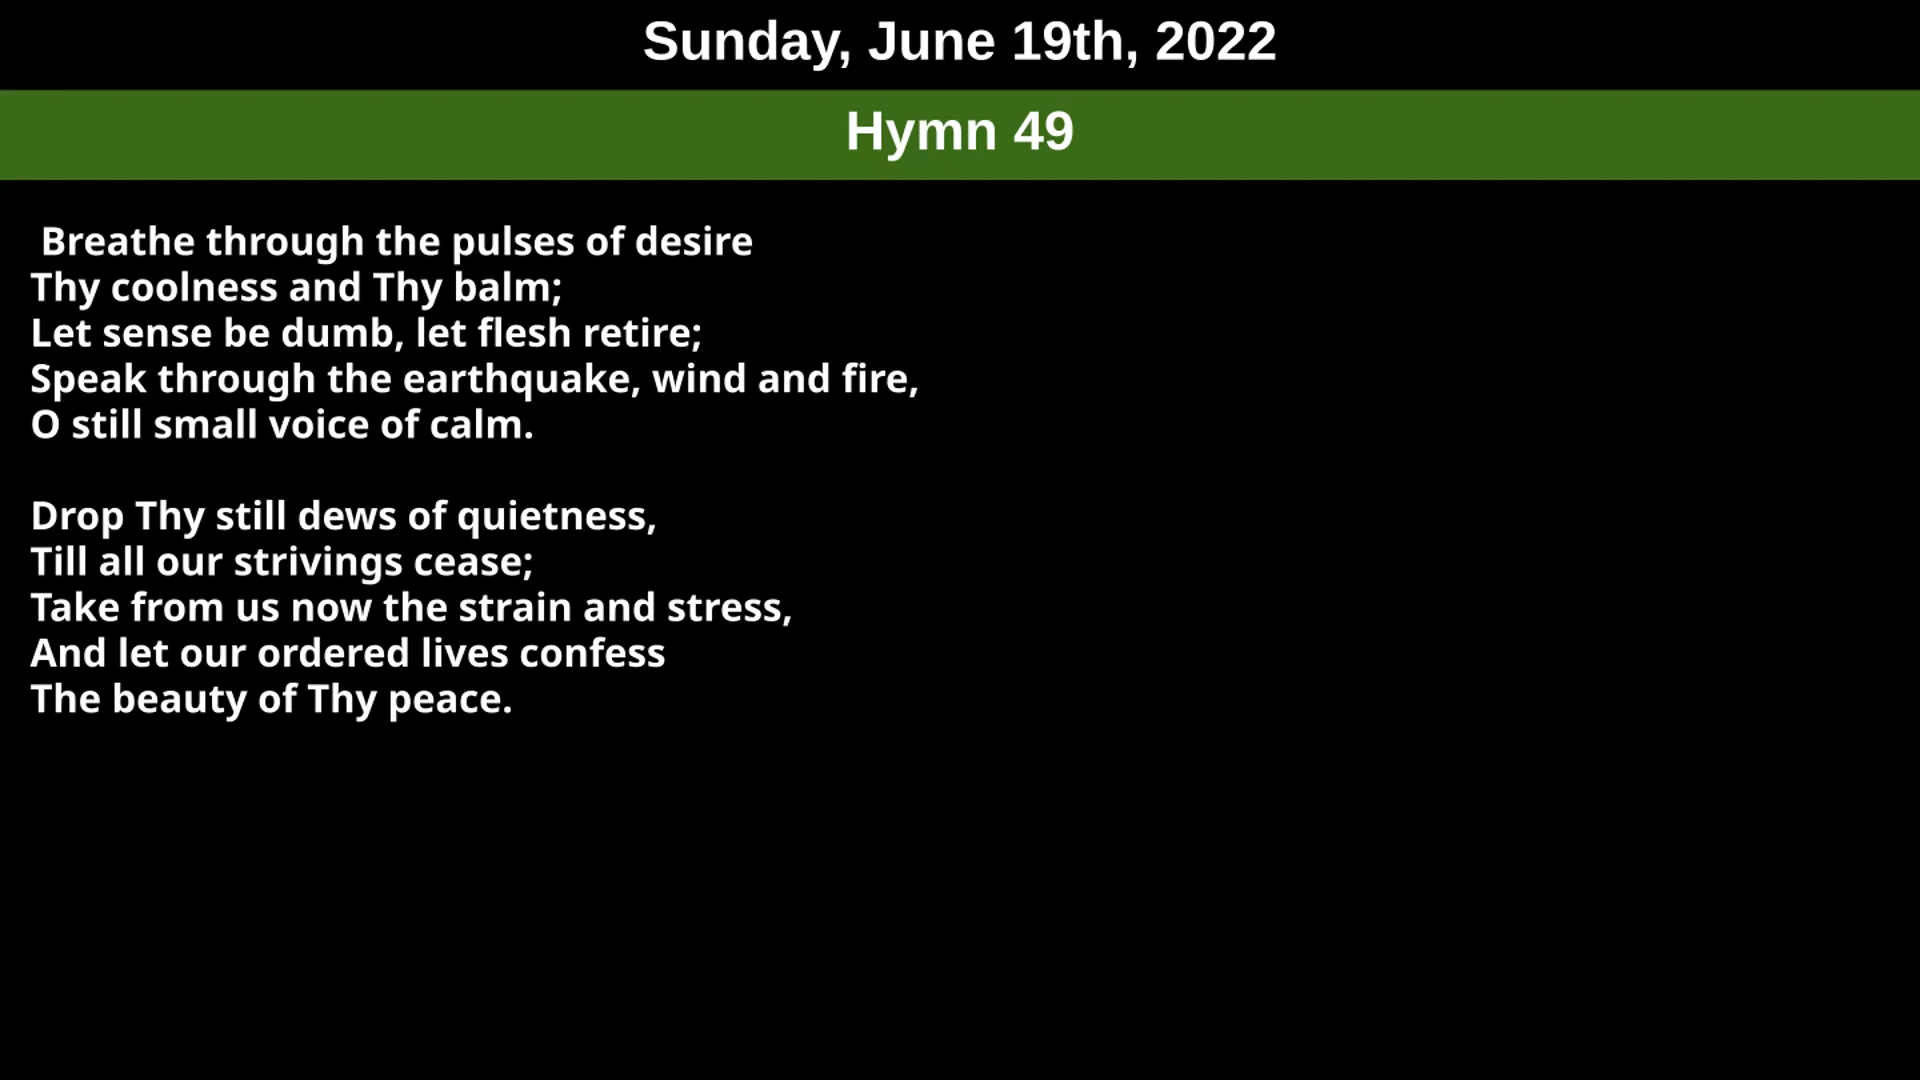 Sunday, June 19th, 2022
Hymn 49
Breathe through the pulses of desire
Thy coolness and Thy balm;
Let sense be dumb, let flesh retire;
Speak through the earthquake, wind and fire,
O still small voice of calm.
Drop Thy still dews of quietness,
Till all our strivings cease;
Take from us now the strain and stress,
And let our ordered lives confess
The beauty of Thy peace.